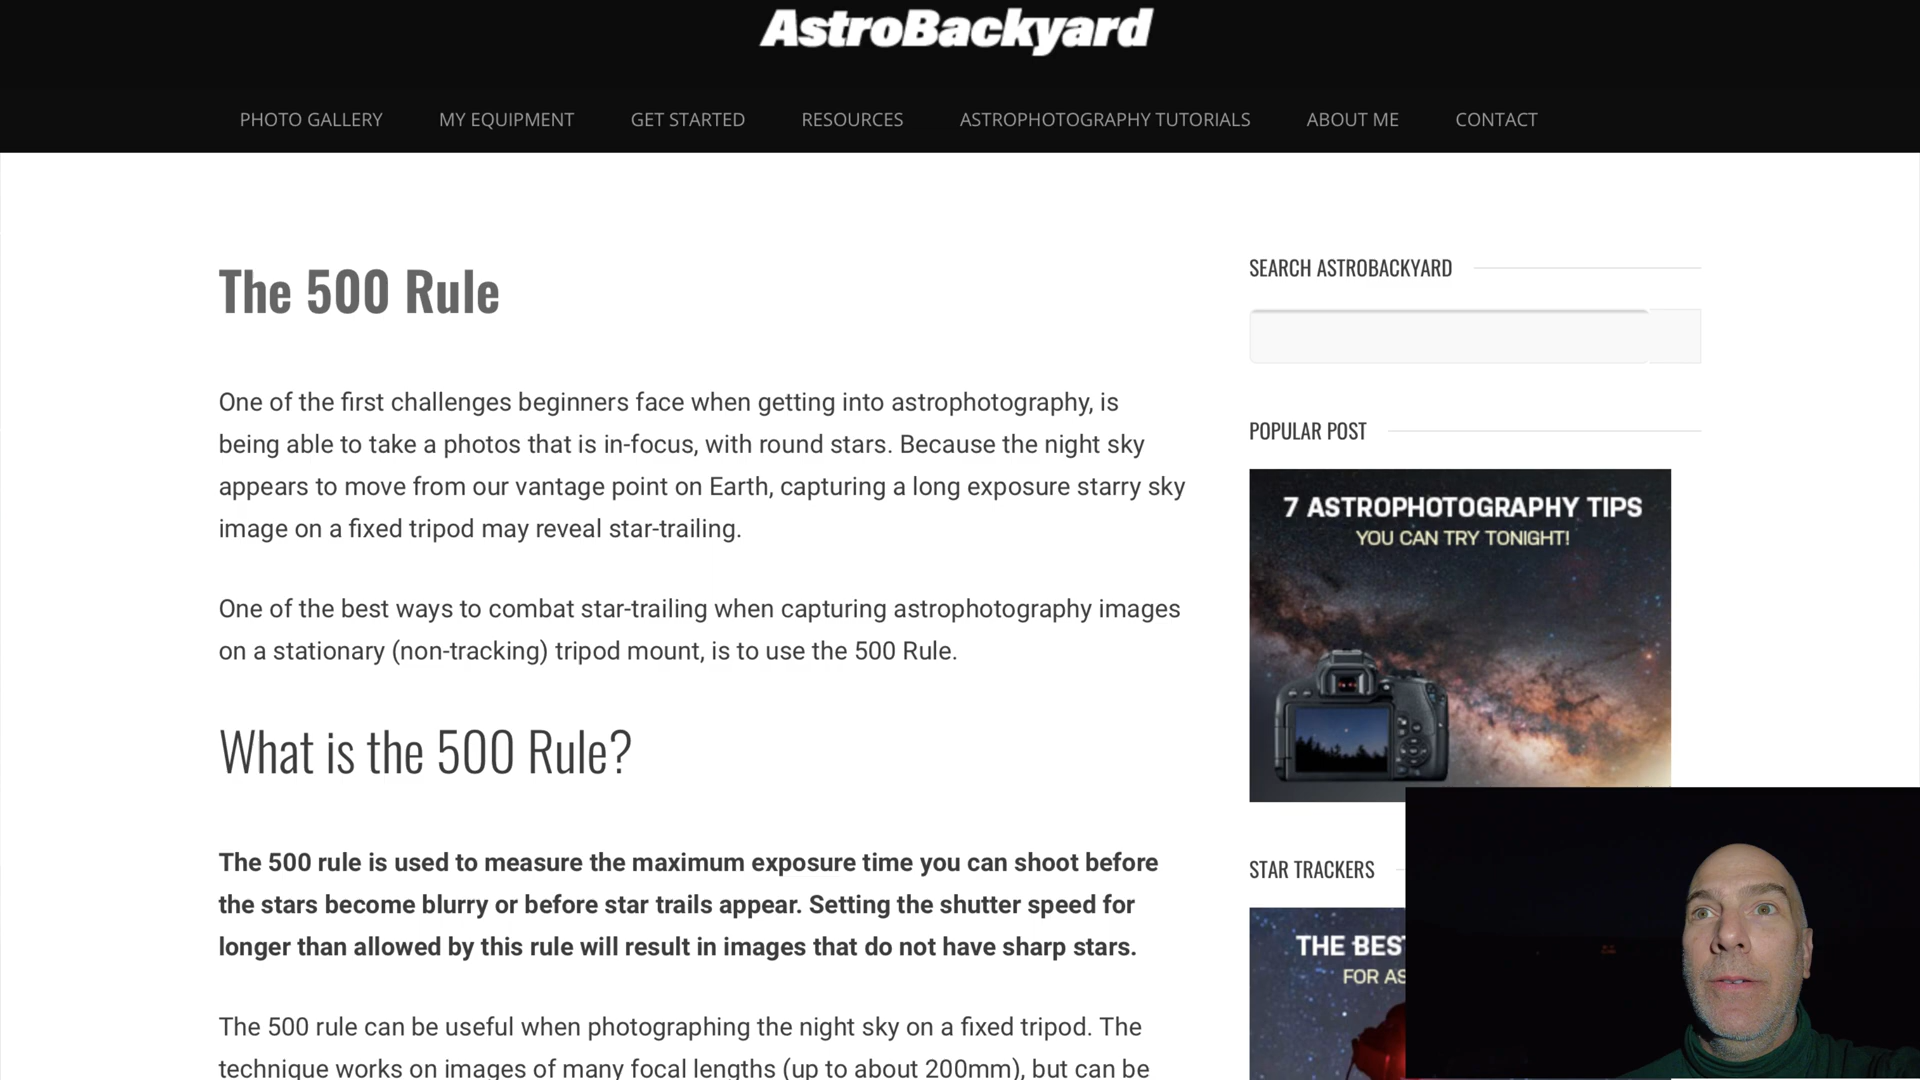 AstroBackyard
PHOTO GALLERY MY EQUIPMENT GET STARTED RESOURCES ASTROPHOTOGRAPHY TUTORIALS ABOUT ME CONTACT
The 500 Rule
One of the first challenges beginners face when getting into astrophotography, is
being able to take a photos that is in-focus, with round stars. Because the night sky
appears to move from our vantage point on Earth, capturing a long exposure starry sky
image on a fixed tripod may reveal star-trailing.
One of the best ways to combat star-trailing when capturing astrophotography images
on a stationary (non-tracking) tripod mount, is to use the 500 Rule.
What is the 500 Rule?
The 500 rule is used to measure the maximum exposure time you can shoot before
the stars become blurry or before star trails appear. Setting the shutter speed for
longer than allowed by this rule will result in images that do not have sharp stars.
The 500 rule can be useful when photographing the night sky on a fixed tripod. The
technique works on images of many focal lengths (up to about 200mm), but can be
SEARCH ASTROBACKYARD
POPULAR POST
7 ASTROPHOTOGRAPHY TIPS
YOU CAN TRY TONIGHT!
STAR TRACKERS
THE BEST
FOR AS